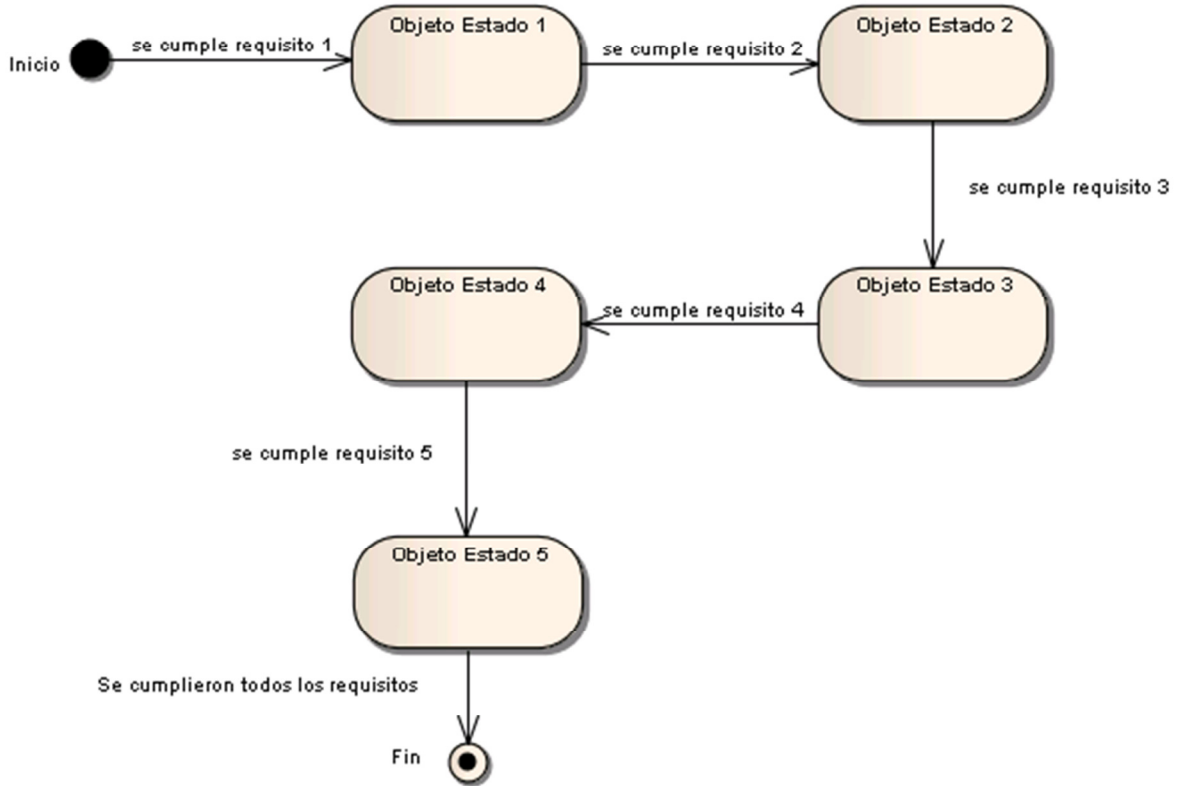 Inicio
se cumple requisito 1
Objeto Estado 1
se cumple requisito 2
Objeto Estado 2
se cumple requisito 3
Objeto Estado 3
se cumple requisito 4
Objeto Estado 4
se cumple requisito 5
Objeto Estado 5
Se cumplieron todos los requisitos
Fin